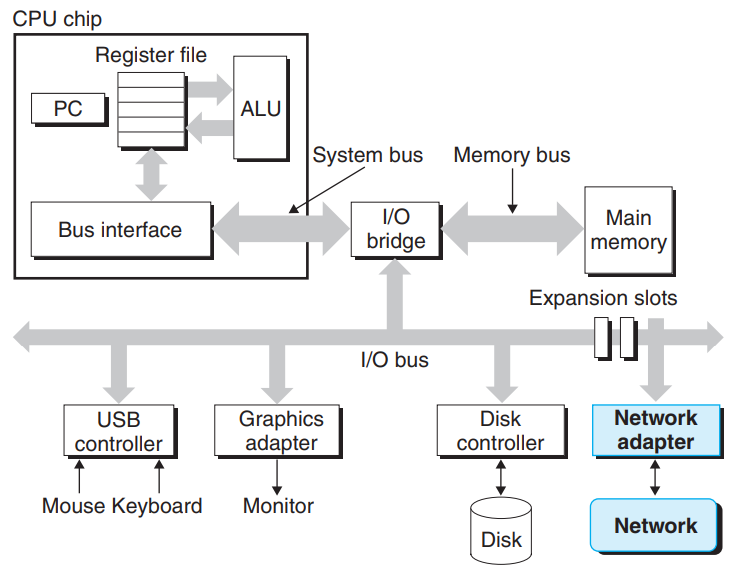 CPU chip
Register file
PC
ALU
System bus
Memory bus
Bus interface
I/O
bridge
Main
memory
Expansion slots
I/O bus
USB
controller
Graphics
adapter
Disk
controller
Network
adapter
Mouse Keyboard
Monitor
Disk
Network